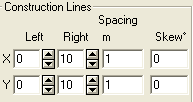 Construction Lines
Spacing
Left Right m Skew°
X 0 10 1 0
Y 0 10 1 0